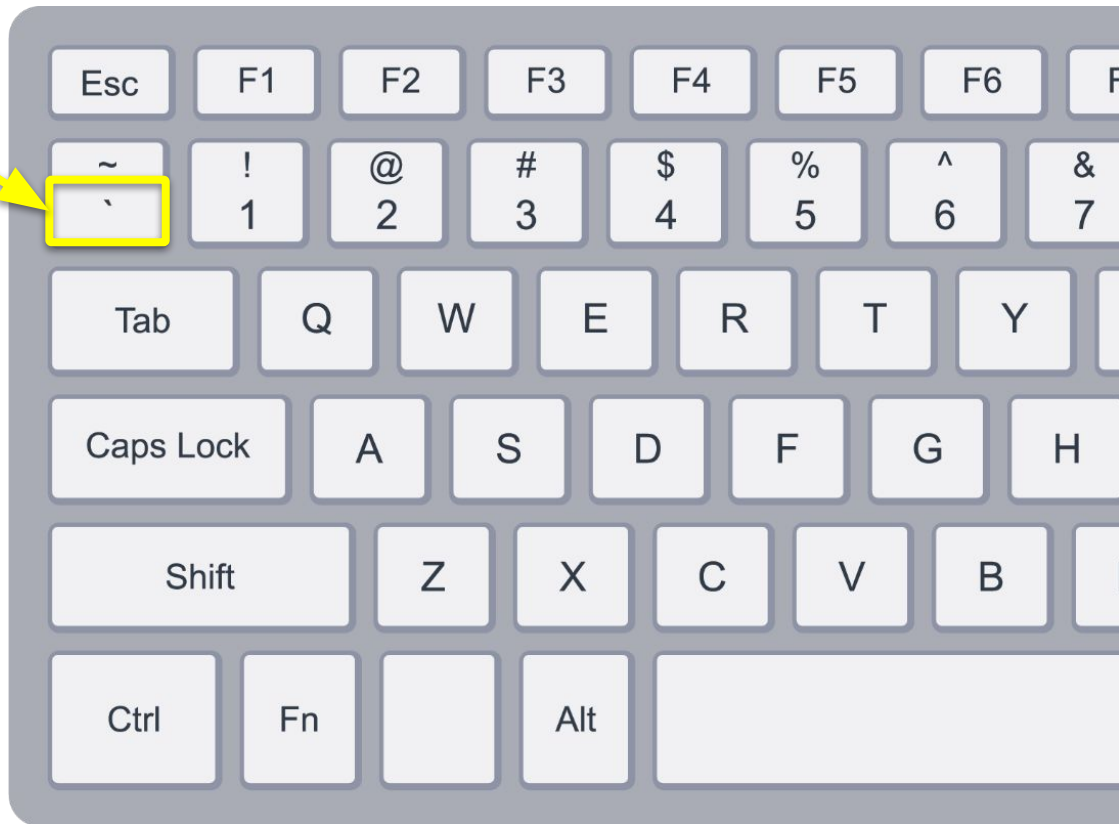 Esc F1 F2 F3 F4 F5 F6
~ ! @ # $ % ^ &
` 1 2 3 4 5 6 7
Tab Q W E R T Y
Caps Lock A S D F G H
Shift Z X C V B
Ctrl Fn Alt